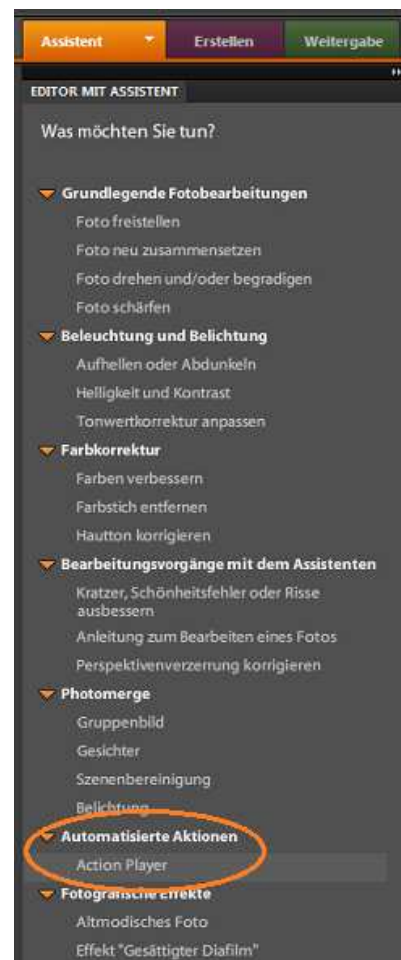 Assistent Erstellen Weitergabe
EDITOR MIT ASSISTENT
Was möchten Sie tun?
Grundlegende Fotobearbeitungen
Foto freistellen
Foto neu zusammensetzen
Foto drehen und/oder begradigen
Foto schärfen
Beleuchtung und Belichtung
Aufhellen oder Abdunkeln
Helligkeit und Kontrast
Tonwertkorrektur anpassen
Farbkorrektur
Farben verbessern
Farbstich entfernen
Hautton korrigieren
Bearbeitungsvorgänge mit dem Assistenten
Kratzer, Schönheitsfehler oder Risse
ausbessern
Anleitung zum Bearbeiten eines Fotos
Perspektivenverzerrung korrigieren
Photomerge
Gruppenbild
Gesichter
Szenenbereinigung
Belichtung
Automatisierte Aktionen
Action Player
Fotografische Effekte
Altmodisches Foto
Effekt "Gesättigter Diafilm"